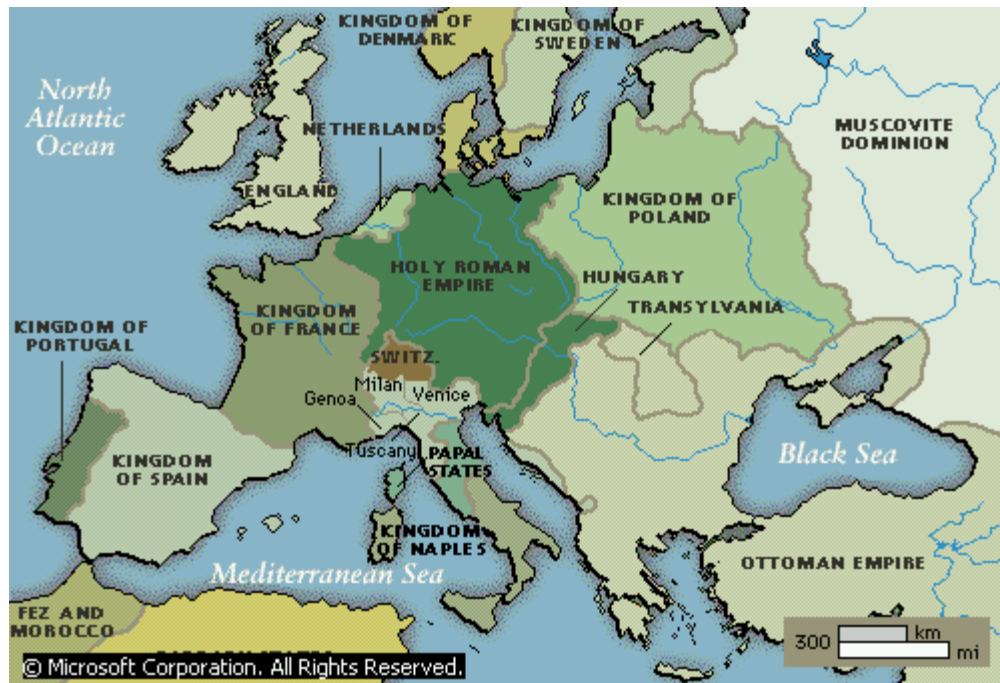 KINGDOM OF
DENMARK
KINGDOM OF
SWEDEN
North
Atlantic
Ocean
NETHERLANDS
MUSCOVITE
DOMINION
ENGLAND
KINGDOM OF
POLAND
HOLY ROMAN
EMPIRE
HUNGARY
TRANSYLVANIA
KINGDOM
OF FRANCE
KINGDOM OF
PORTUGAL
SWITZ.
Milan
Venice
Genoa
Tuscany
PAPAL
STATES
KINGDOM
OF SPAIN
Black Sea
KINGDOM
OF NAPLES
Mediterranean Sea
OTTOMAN EMPIRE
FEZ AND
MOROCCO
300 km
mi
© Microsoft Corporation. All Rights Reserved.